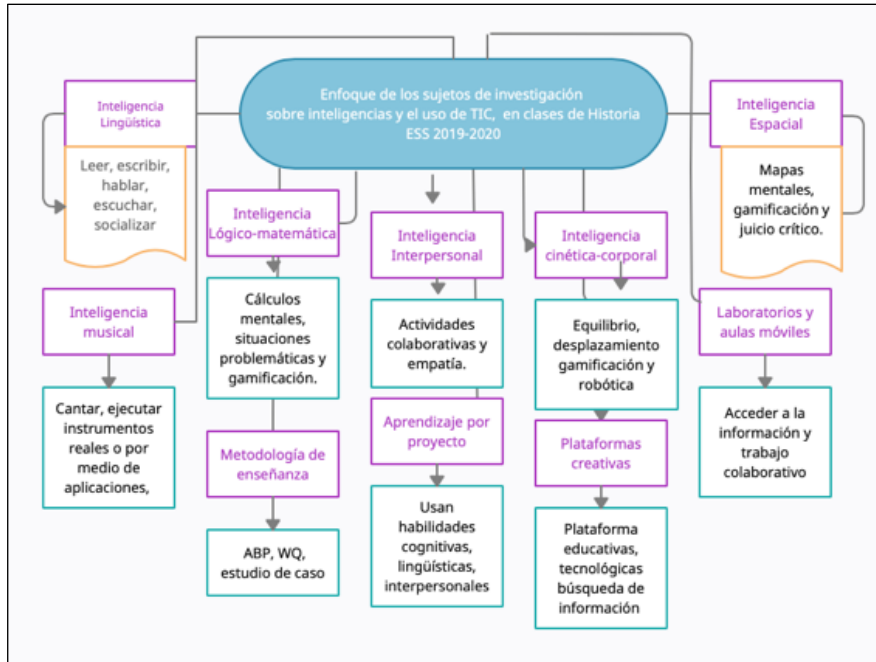 Enfoque de los sujetos de investigación
sobre inteligencias y el uso de TIC, en clases de Historia
ESS 2019-2020
Inteligencia
Lingüística
Leer, escribir,
hablar,
escuchar,
socializar
Inteligencia
Espacial
Mapas
mentales,
gamificación y
juicio crítico.
Inteligencia
Lógico-matemática
Cálculos
mentales,
situaciones
problemáticas y
gamificación.
Inteligencia
Interpersonal
Actividades
colaborativas y
empatía.
Inteligencia
cinética-corporal
Equilibrio,
desplazamiento
gamificación y
robótica
Inteligencia
musical
Cantar, ejecutar
instrumentos
reales o por
medio de
aplicaciones,
Laboratorios y
aulas móviles
Acceder a la
información y
trabajo
colaborativo
Metodología de
enseñanza
ABP, WQ,
estudio de caso
Aprendizaje por
proyecto
Usan
habilidades
cognitivas,
lingüísticas,
interpersonales
Plataformas
creativas
Plataforma
educativas,
tecnológicas
búsqueda de
información